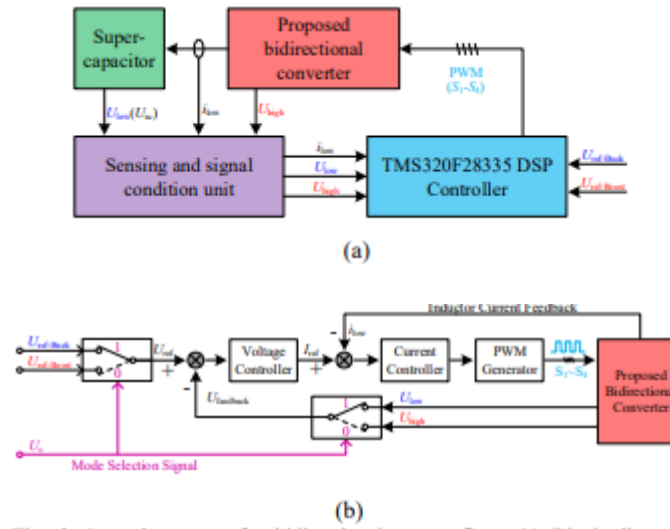 Super-
capacitor
Proposed
bidirectional
converter
PWM
(S1-S6)
Ulow(Usc)
ilow
Uhigh
Sensing and signal
condition unit
ilow
Ulow
Uhigh
TMS320F28335 DSP
Controller
Uref-Buck
Uref-Boost
(a)
Inductor Current Feedback
Uref-Buck
Uref-Boost
1
0
Uref
+
-
Voltage
Controller
Iref
+
-
ilow
Current
Controller
PWM
Generator
S1~S6
Proposed
Bidirectional
Converter
Ufeedback
1
0
Ulow
Uhigh
Mode Selection Signal
(b)